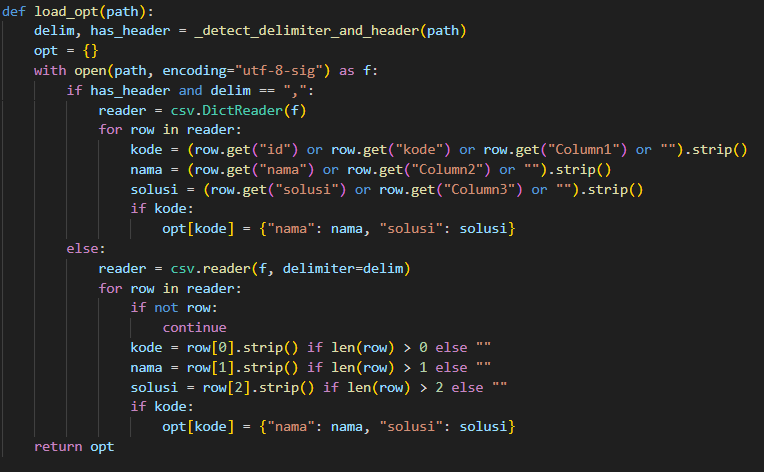 def load_opt(path):
    delim, has_header = _detect_delimiter_and_header(path)
    opt = {}
    with open(path, encoding="utf-8-sig") as f:
        if has_header and delim == ",":
            reader = csv.DictReader(f)
            for row in reader:
                kode = (row.get("id") or row.get("kode") or row.get("Column1") or "").strip()
                nama = (row.get("nama") or row.get("Column2") or "").strip()
                solusi = (row.get("solusi") or row.get("Column3") or "").strip()
                if kode:
                    opt[kode] = {"nama": nama, "solusi": solusi}
        else:
            reader = csv.reader(f, delimiter=delim)
            for row in reader:
                if not row:
                    continue
                kode = row[0].strip() if len(row) > 0 else ""
                nama = row[1].strip() if len(row) > 1 else ""
                solusi = row[2].strip() if len(row) > 2 else ""
                if kode:
                    opt[kode] = {"nama": nama, "solusi": solusi}
    return opt